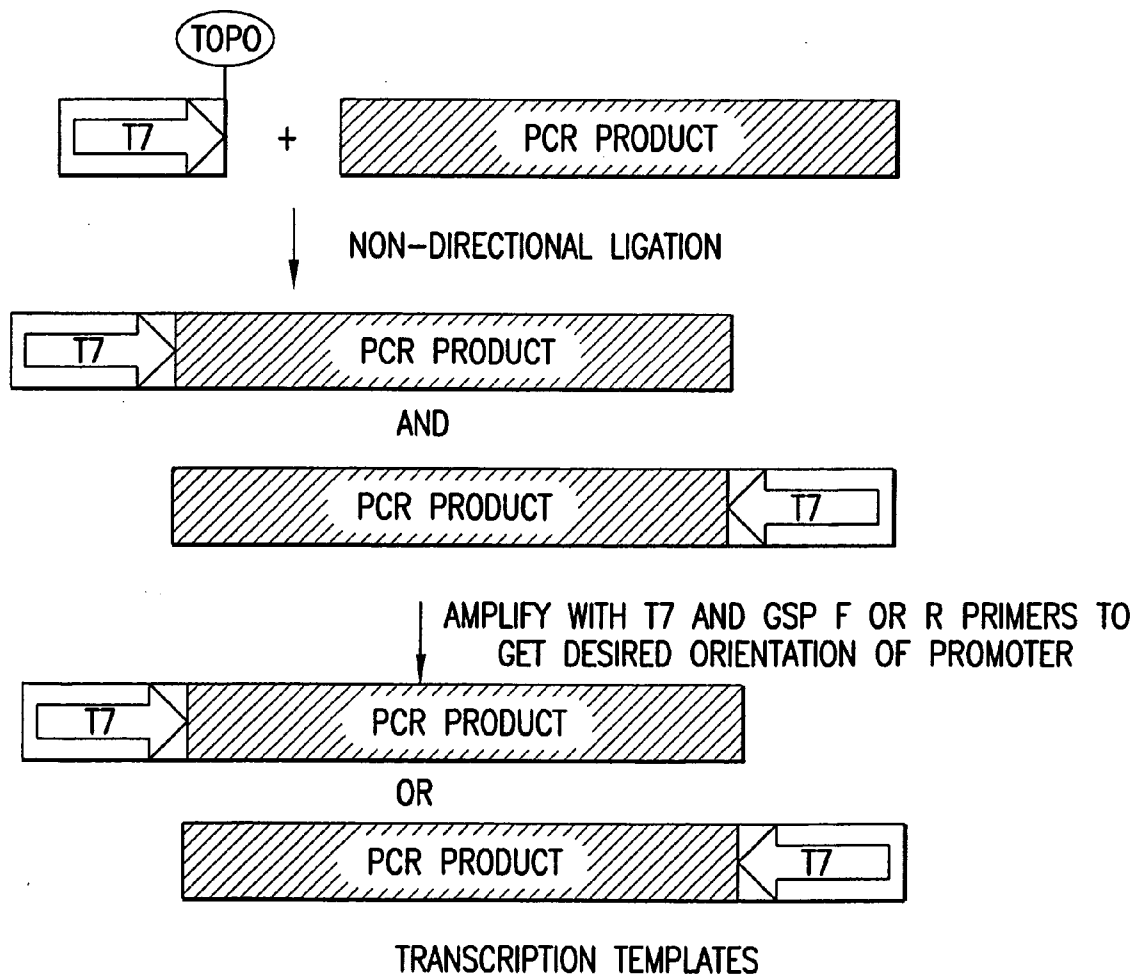 TOPO
T7
+
PCR PRODUCT
NON-DIRECTIONAL LIGATION
T7
PCR PRODUCT
AND
PCR PRODUCT
T7
AMPLIFY WITH T7 AND GSP F OR R PRIMERS TO
GET DESIRED ORIENTATION OF PROMOTER
T7
PCR PRODUCT
OR
PCR PRODUCT
T7
TRANSCRIPTION TEMPLATES